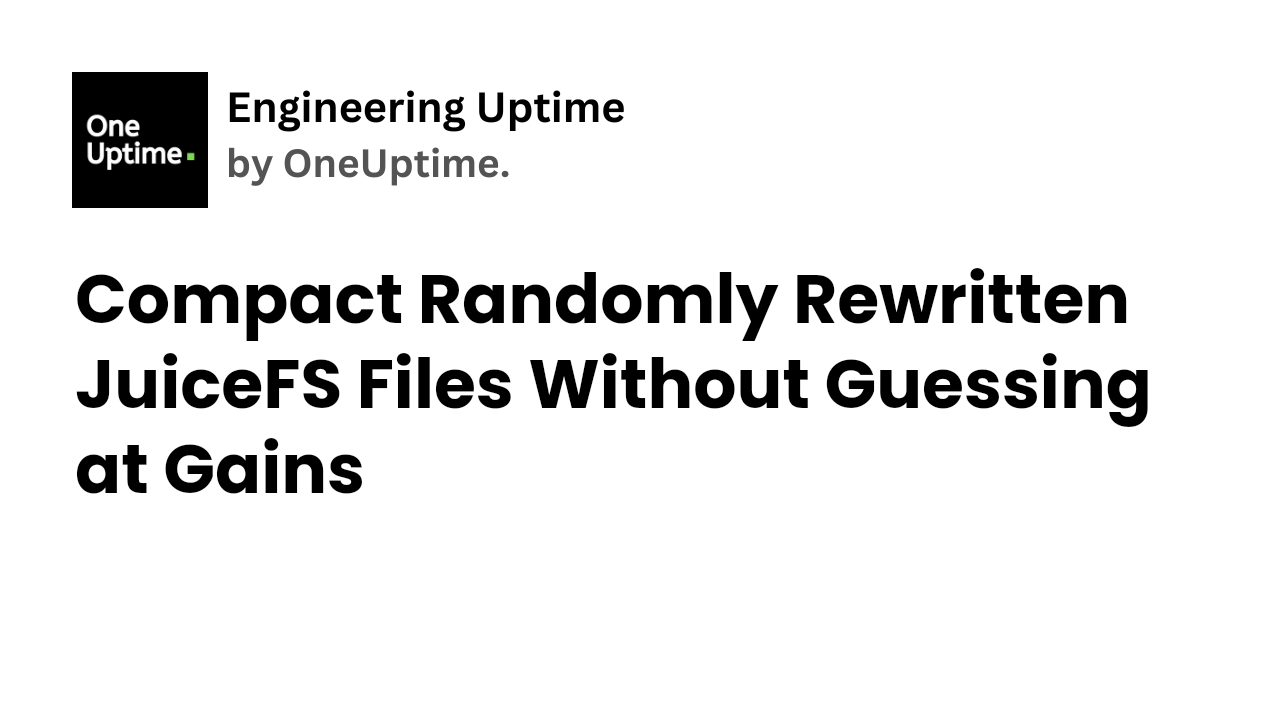 One
Uptime
Engineering Uptime
by OneUptime.
Compact Randomly Rewritten
JuiceFS Files Without Guessing
at Gains